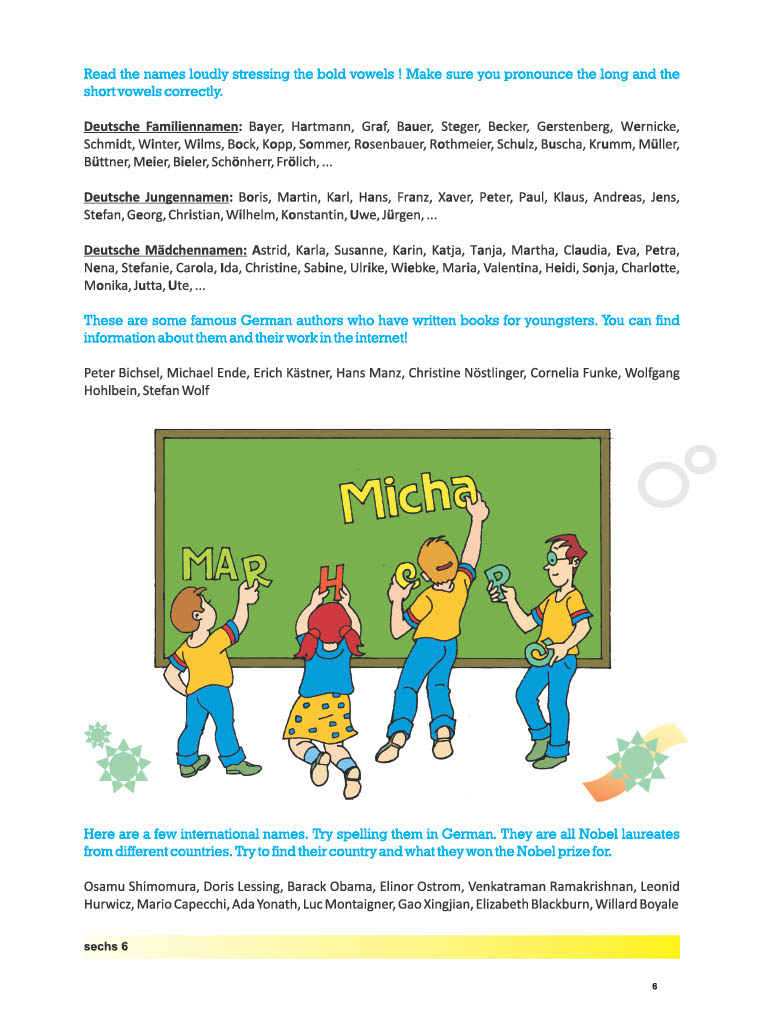 Read the names loudly stressing the bold vowels ! Make sure you pronounce the long and the
short vowels correctly.
Deutsche Familiennamen: Bayer, Hartmann, Graf, Bauer, Steger, Becker, Gerstenberg, Wernicke,
Schmidt, Winter, Wilms, Bock, Kopp, Sommer, Rosenbauer, Rothmeier, Schulz, Buscha, Krumm, Müller,
Büttner, Meier, Bieler, Schönherr, Frölich, ...
Deutsche Jungennamen: Boris, Martin, Karl, Hans, Franz, Xaver, Peter, Paul, Klaus, Andreas, Jens,
Stefan, Georg, Christian, Wilhelm, Konstantin, Uwe, Jürgen, ...
Deutsche Mädchennamen: Astrid, Karla, Susanne, Karin, Katja, Tanja, Martha, Claudia, Eva, Petra,
Nena, Stefanie, Carola, Ida, Christine, Sabine, Ulrike, Wiebke, Maria, Valentina, Heidi, Sonja, Charlotte,
Monika, Jutta, Ute, ...
These are some famous German authors who have written books for youngsters. You can find
information about them and their work in the internet!
Peter Bichsel, Michael Ende, Erich Kästner, Hans Manz, Christine Nöstlinger, Cornelia Funke, Wolfgang
Hohlbein, Stefan Wolf
Micha
MAR H e P
e
Here are a few international names. Try spelling them in German. They are all Nobel laureates
from different countries. Try to find their country and what they won the Nobel prize for.
Osamu Shimomura, Doris Lessing, Barack Obama, Elinor Ostrom, Venkatraman Ramakrishnan, Leonid
Hurwicz, Mario Capecchi, Ada Yonath, Luc Montaigner, Gao Xingjian, Elizabeth Blackburn, Willard Boyale
sechs 6
6